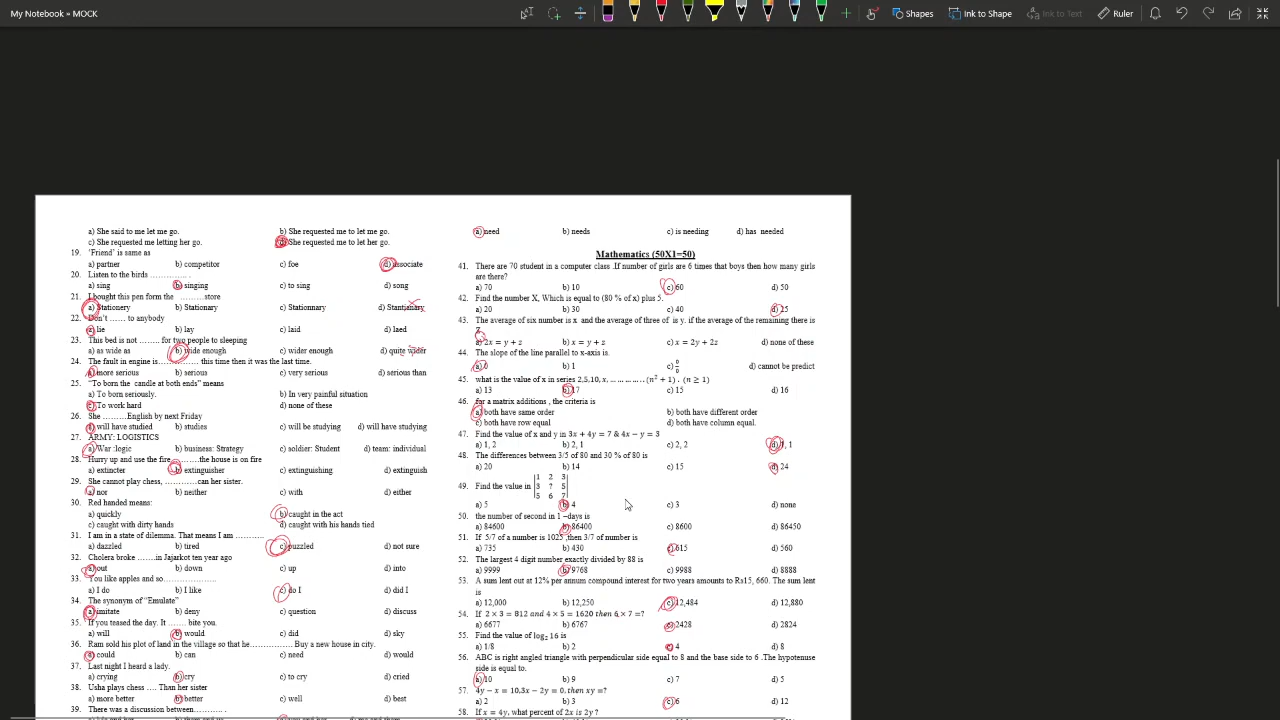 My Notebook » MOCK
Shapes
Ink to Shape
Ink to Text
Ruler
a) She said to me let me go. b) She requested me to let me go.
c) She requested me letting her go. d) She requested me to let her go.
19. ‘Friend’ is same as
a) partner b) competitor c) foe d) associate
20. Listen to the birds ………….. .
a) sing b) singing c) to sing d) song
21. I bought this pen form the ………store
a) Stationery b) Stationary c) Stationnary d) Stantianary
22. Don’t …… to anybody
a) lie b) lay c) laid d) laed
23. This bed is not …….. for two people to sleeping
a) as wide as b) wide enough c) wider enough d) quite wider
24. The fault in engine is…………… this time then it was the last time.
a) more serious b) serious c) very serious d) serious than
25. “To born the candle at both ends” means
a) To born seriously. b) In very painful situation
c) To work hard d) none of these
26. She ………English by next Friday
a) will have studied b) studies c) will be studying d) will have studying
27. ARMY: LOGISTICS
a) War :logic b) business: Strategy c) soldier: Student d) team: individual
28. Hurry up and use the fire………the house is on fire
a) extincter b) extinguisher c) extinguishing d) extinguish
29. She cannot play chess, …………can her sister.
a) nor b) neither c) with d) either
30. Red handed means:
a) quickly b) caught in the act
c) caught with dirty hands d) caught with his hands tied
31. I am in a state of dilemma. That means I am ………..
a) dazzled b) tired c) puzzled d) not sure
32. Cholera broke …….in Jajarkot ten year ago
a) out b) down c) up d) into
33. You like apples and so………………
a) I do b) I like c) do I d) did I
34. The synonym of “Emulate”
a) imitate b) deny c) question d) discuss
35. If you teased the day. It ……. bite you.
a) will b) would c) did d) sky
36. Ram sold his plot of land in the village so that he…………… Buy a new house in city.
a) could b) can c) need d) would
37. Last night I heard a lady.
a) crying b) cry c) to cry d) cried
38. Usha plays chess …. Than her sister
a) more better b) better c) well d) best
39. There was a discussion between……….. .
a) need b) needs c) is needing d) has needed
Mathematics (50X1=50)
41. There are 70 student in a computer class .If number of girls are 6 times that boys then how many girls
are there?
a) 70 b) 10 c) 60 d) 50
42. Find the number X, Which is equal to (80 % of x) plus 5.
a) 20 b) 30 c) 40 d) 25
43. The average of six number is x and the average of three of is y. if the average of the remaining there is
Z.
a) 2x = y + z b) x = y + z c) x = 2y + 2z d) none of these
44. The slope of the line parallel to x-axis is.
a) 0 b) 1 c) 0/0 d) cannot be predict
45. what is the value of x in series 2,5,10, x, … … … … . , (n² + 1) . (n ≥ 1)
a) 13 b) 17 c) 15 d) 16
46. for a matrix additions , the criteria is
a) both have same order b) both have different order
c) both have row equal d) both have column equal.
47. Find the value of x and y in 3x + 4y = 7 & 4x − y = 3
a) 1, 2 b) 2, 1 c) 2, 2 d) 1, 1
48. The differences between 3/5 of 80 and 30 % of 80 is
a) 20 b) 14 c) 15 d) 24
1 2 3
49. Find the value in 3 ? 5
5 6 7
a) 5 b) 4 c) 3 d) none
50. the number of second in 1 –days is
a) 84600 b) 86400 c) 8600 d) 86450
51. If 5/7 of a number is 1025 ,then 3/7 of number is
a) 735 b) 430 c) 615 d) 560
52. The largest 4 digit number exactly divided by 88 is
a) 9999 b) 9768 c) 9988 d) 8888
53. A sum lent out at 12% per annum compound interest for two years amounts to Rs15, 660. The sum lent
is
a) 12,000 b) 12,250 c) 12,484 d) 12,880
54. If 2 × 3 = 812 and 4 × 5 = 1620 then 6 × 7 =?
a) 6677 b) 6767 c) 2428 d) 2824
55. Find the value of log₂ 16 is
a) 1/8 b) 2 c) 4 d) 8
56. ABC is right angled triangle with perpendicular side equal to 8 and the base side to 6 .The hypotenuse
side is equal to.
a) 10 b) 9 c) 7 d) 5
57. 4y − x = 10,3x − 2y = 0, then xy =?
a) 2 b) 3 c) 6 d) 12
58. If x = 4y, what percent of 2x is 2y ?